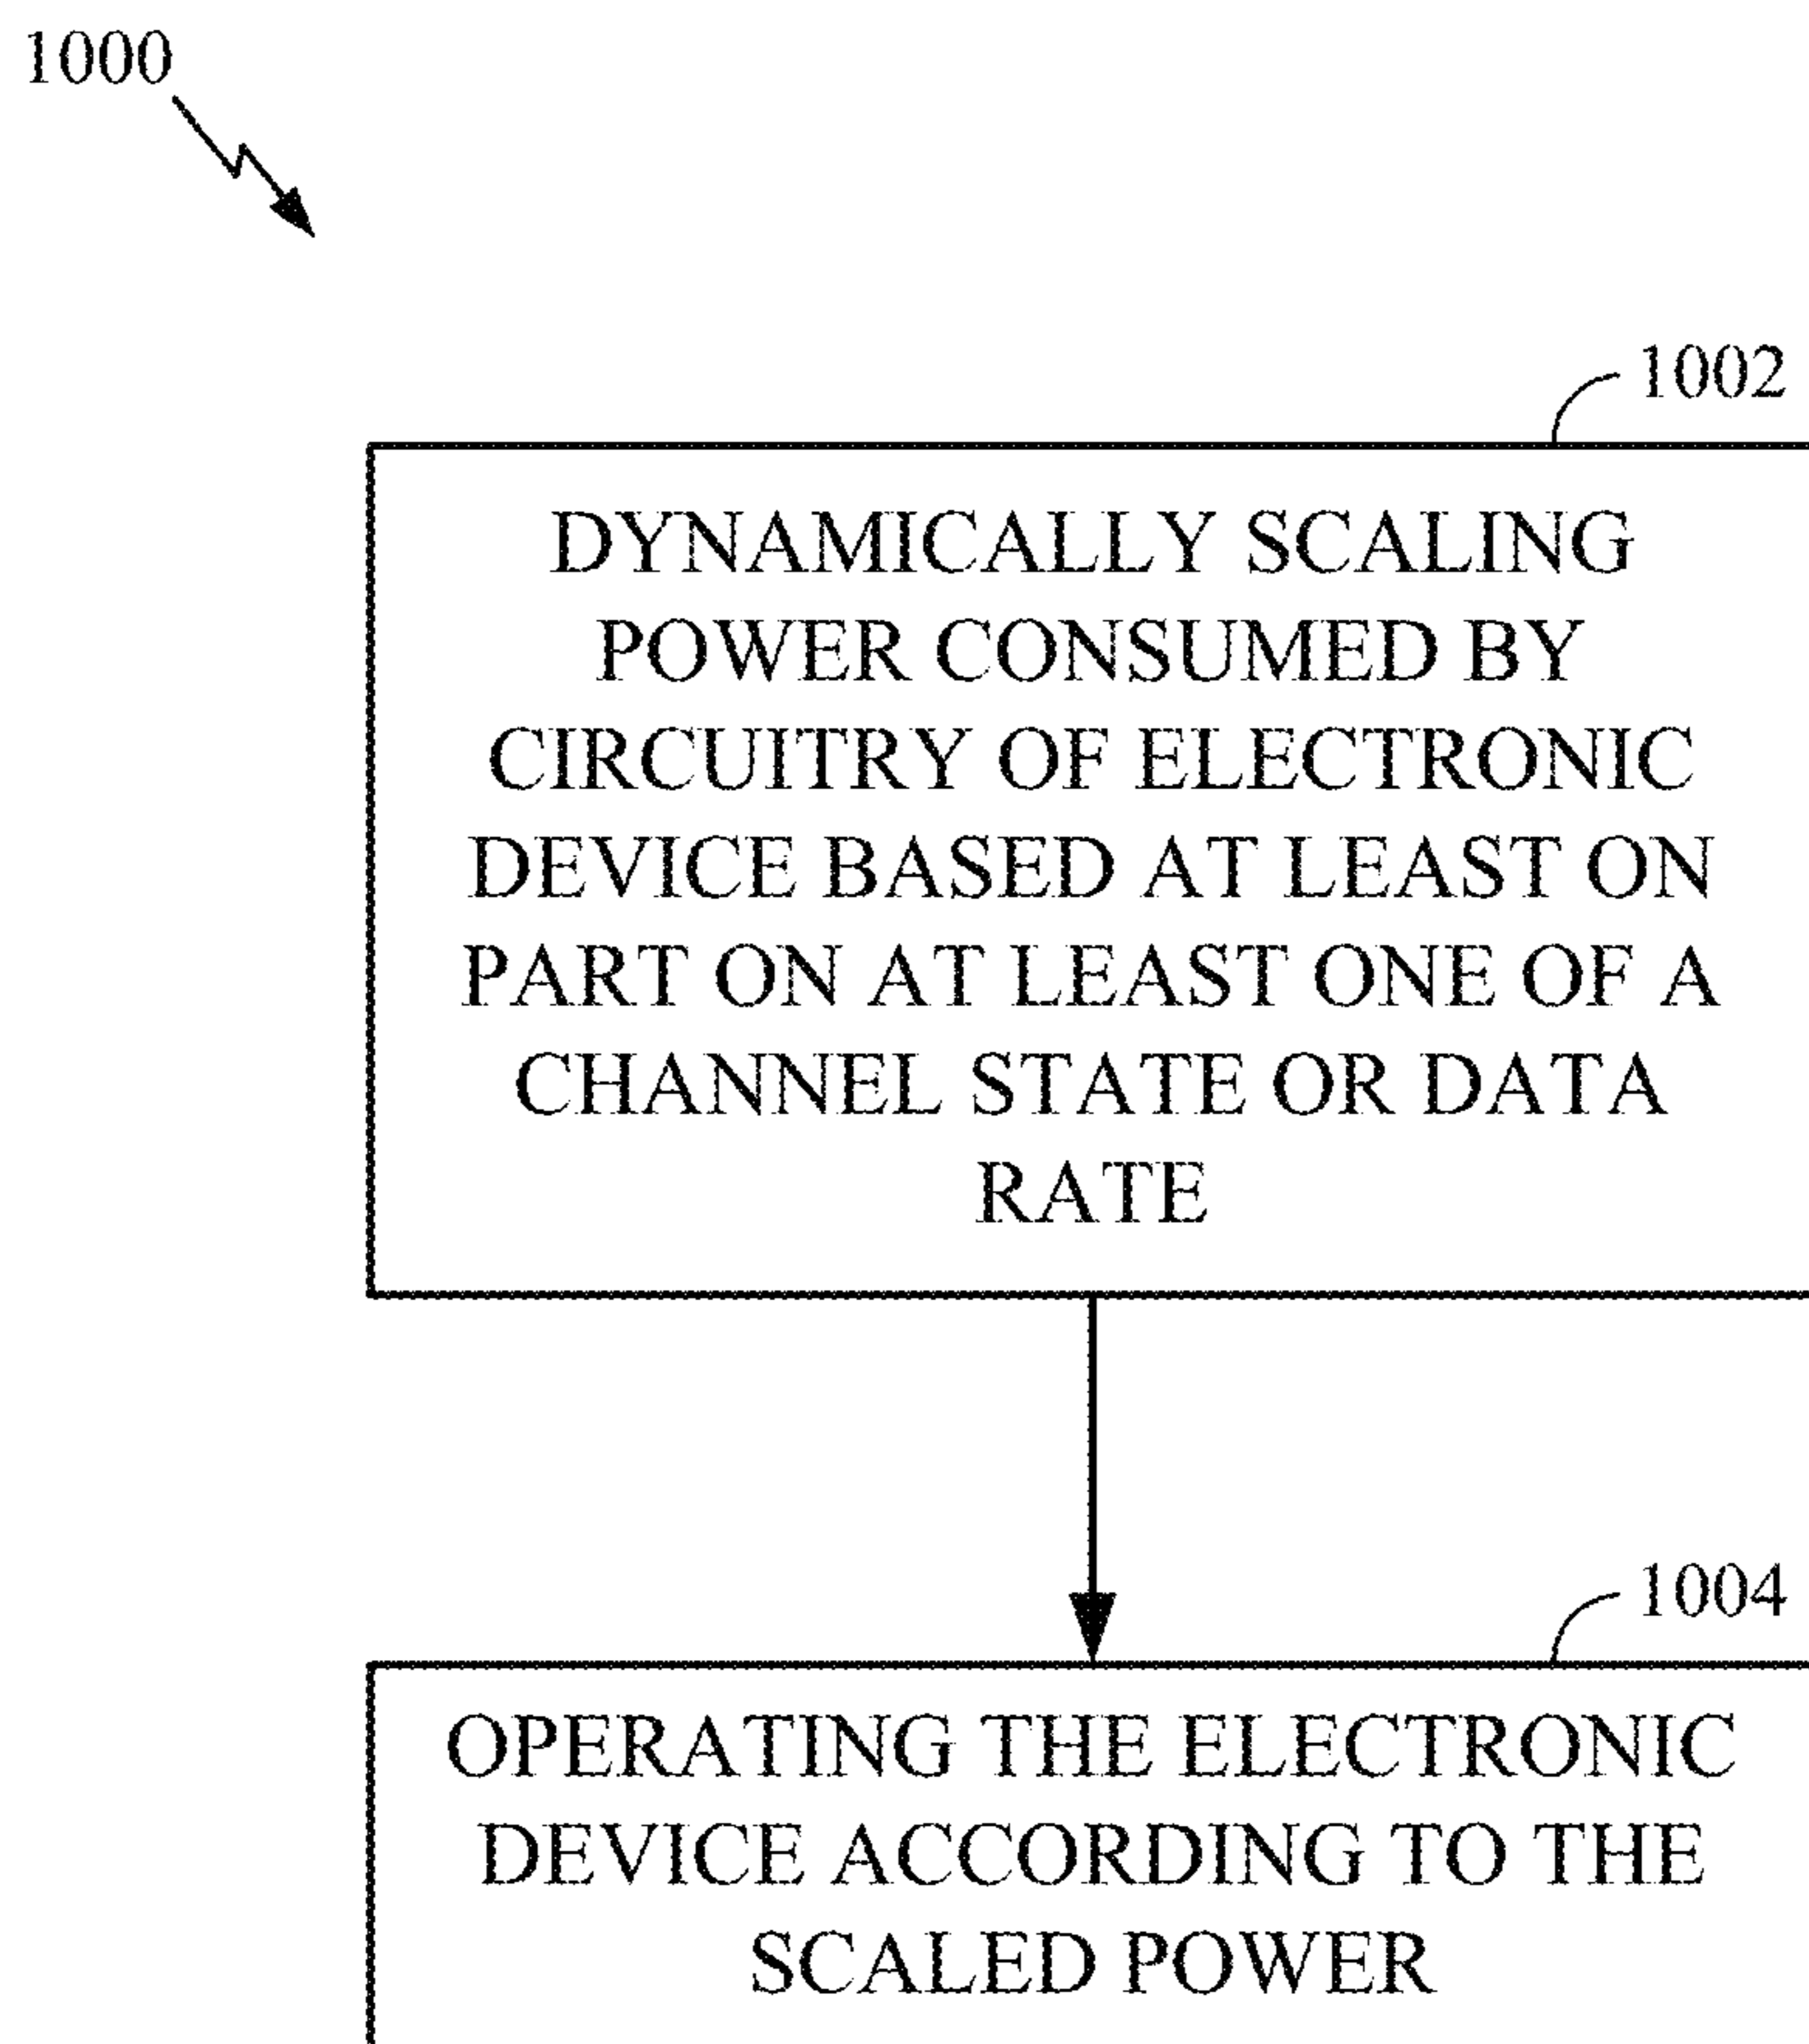 1000
1002
DYNAMICALLY SCALING
POWER CONSUMED BY
CIRCUITRY OF ELECTRONIC
DEVICE BASED AT LEAST ON
PART ON AT LEAST ONE OF A
CHANNEL STATE OR DATA
RATE
1004
OPERATING THE ELECTRONIC
DEVICE ACCORDING TO THE
SCALED POWER